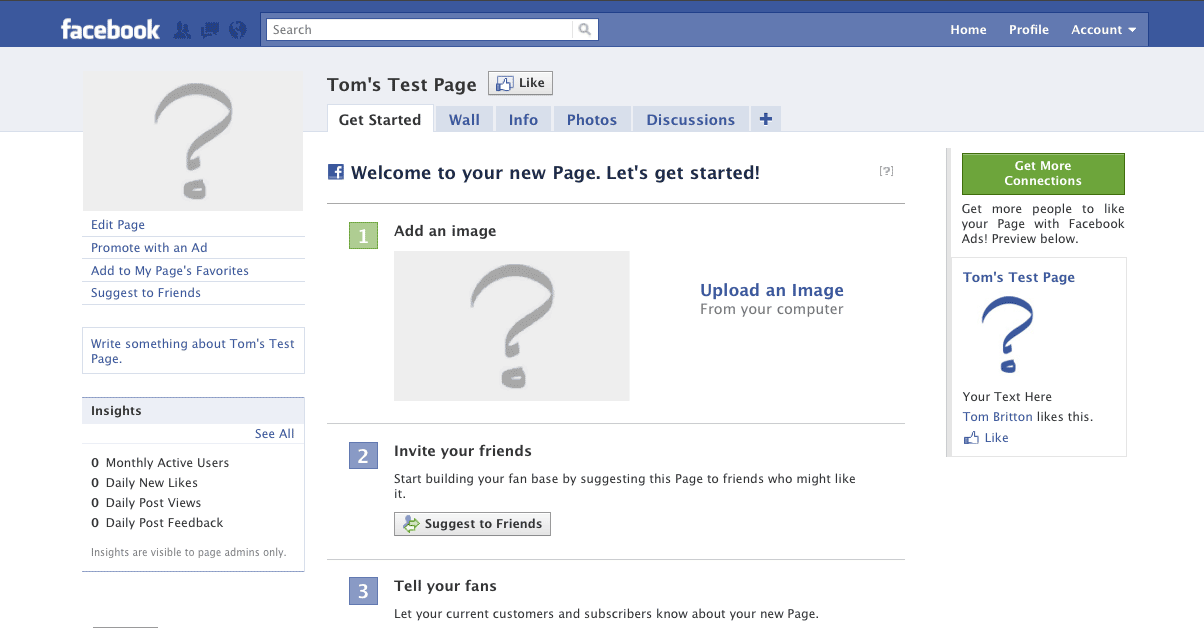 facebook
Search
Home Profile Account
Tom's Test Page Like
Get Started Wall Info Photos Discussions +
Edit Page
Promote with an Ad
Add to My Page's Favorites
Suggest to Friends
Write something about Tom's Test
Page.
Insights
See All
0 Monthly Active Users
0 Daily New Likes
0 Daily Post Views
0 Daily Post Feedback
Insights are visible to page admins only.
Welcome to your new Page. Let's get started!
[?]
1 Add an image
Upload an Image
From your computer
2 Invite your friends
Start building your fan base by suggesting this Page to friends who might like
it.
Suggest to Friends
3 Tell your fans
Let your current customers and subscribers know about your new Page.
Get More
Connections
Get more people to like
your Page with Facebook
Ads! Preview below.
Tom's Test Page
Your Text Here
Tom Britton likes this.
Like